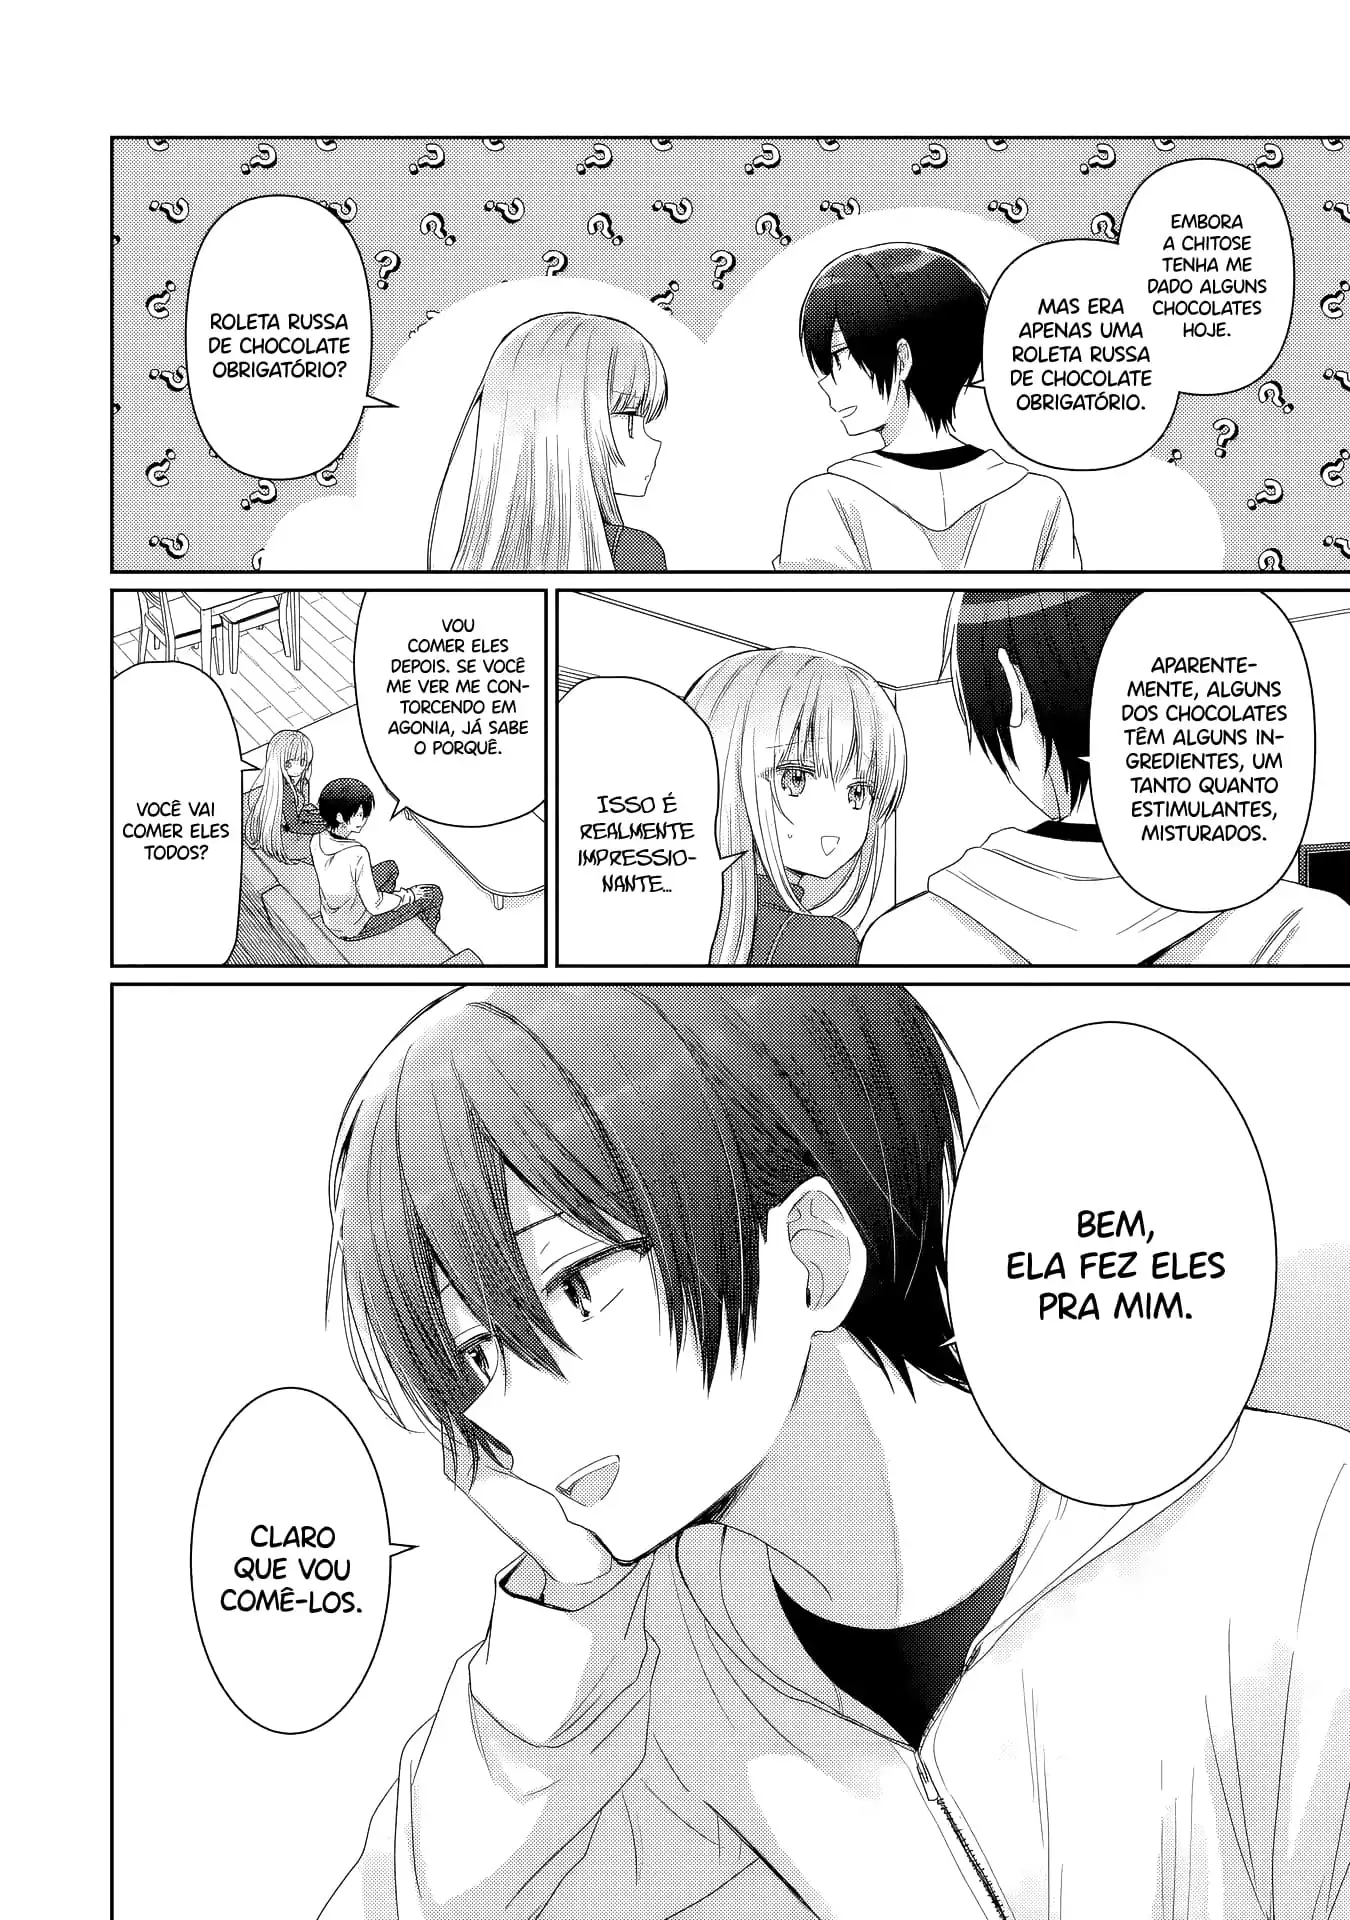 EMBORA
A CHITOSE
TENHA ME
DADO ALGUNS
CHOCOLATES
HOJE.
MAS ERA
APENAS UMA
ROLETA RUSSA
DE CHOCOLATE
OBRIGATÓRIO.
ROLETA RUSSA
DE CHOCOLATE
OBRIGATÓRIO?
APARENTE-
MENTE, ALGUNS
DOS CHOCOLATES
TÊM ALGUNS IN-
GREDIENTES, UM
TANTO QUANTO
ESTIMULANTES,
MISTURADOS.
ISSO É
REALMENTE
IMPRESSIO-
NANTE...
VOU
COMER ELES
DEPOIS. SE VOCÊ
ME VER ME CON-
TORCENDO EM
AGONIA, JÁ SABE
O PORQUÊ.
VOCÊ VAI
COMER ELES
TODOS?
BEM,
ELA FEZ ELES
PRA MIM.
CLARO
QUE VOU
COMÊ-LOS.